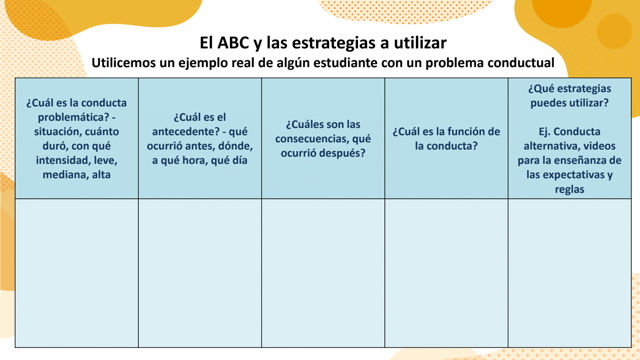 El ABC y las estrategias a utilizar
Utilicemos un ejemplo real de algún estudiante con un problema conductual
¿Cuál es la conducta
problemática? -
situación, cuánto
duró, con qué
intensidad, leve,
mediana, alta
¿Cuál es el
antecedente? - qué
ocurrió antes, dónde,
a qué hora, qué día
¿Cuáles son las
consecuencias, qué
ocurrió después?
¿Cuál es la función de
la conducta?
¿Qué estrategias
puedes utilizar?
Ej. Conducta
alternativa, videos
para la enseñanza de
las expectativas y
reglas